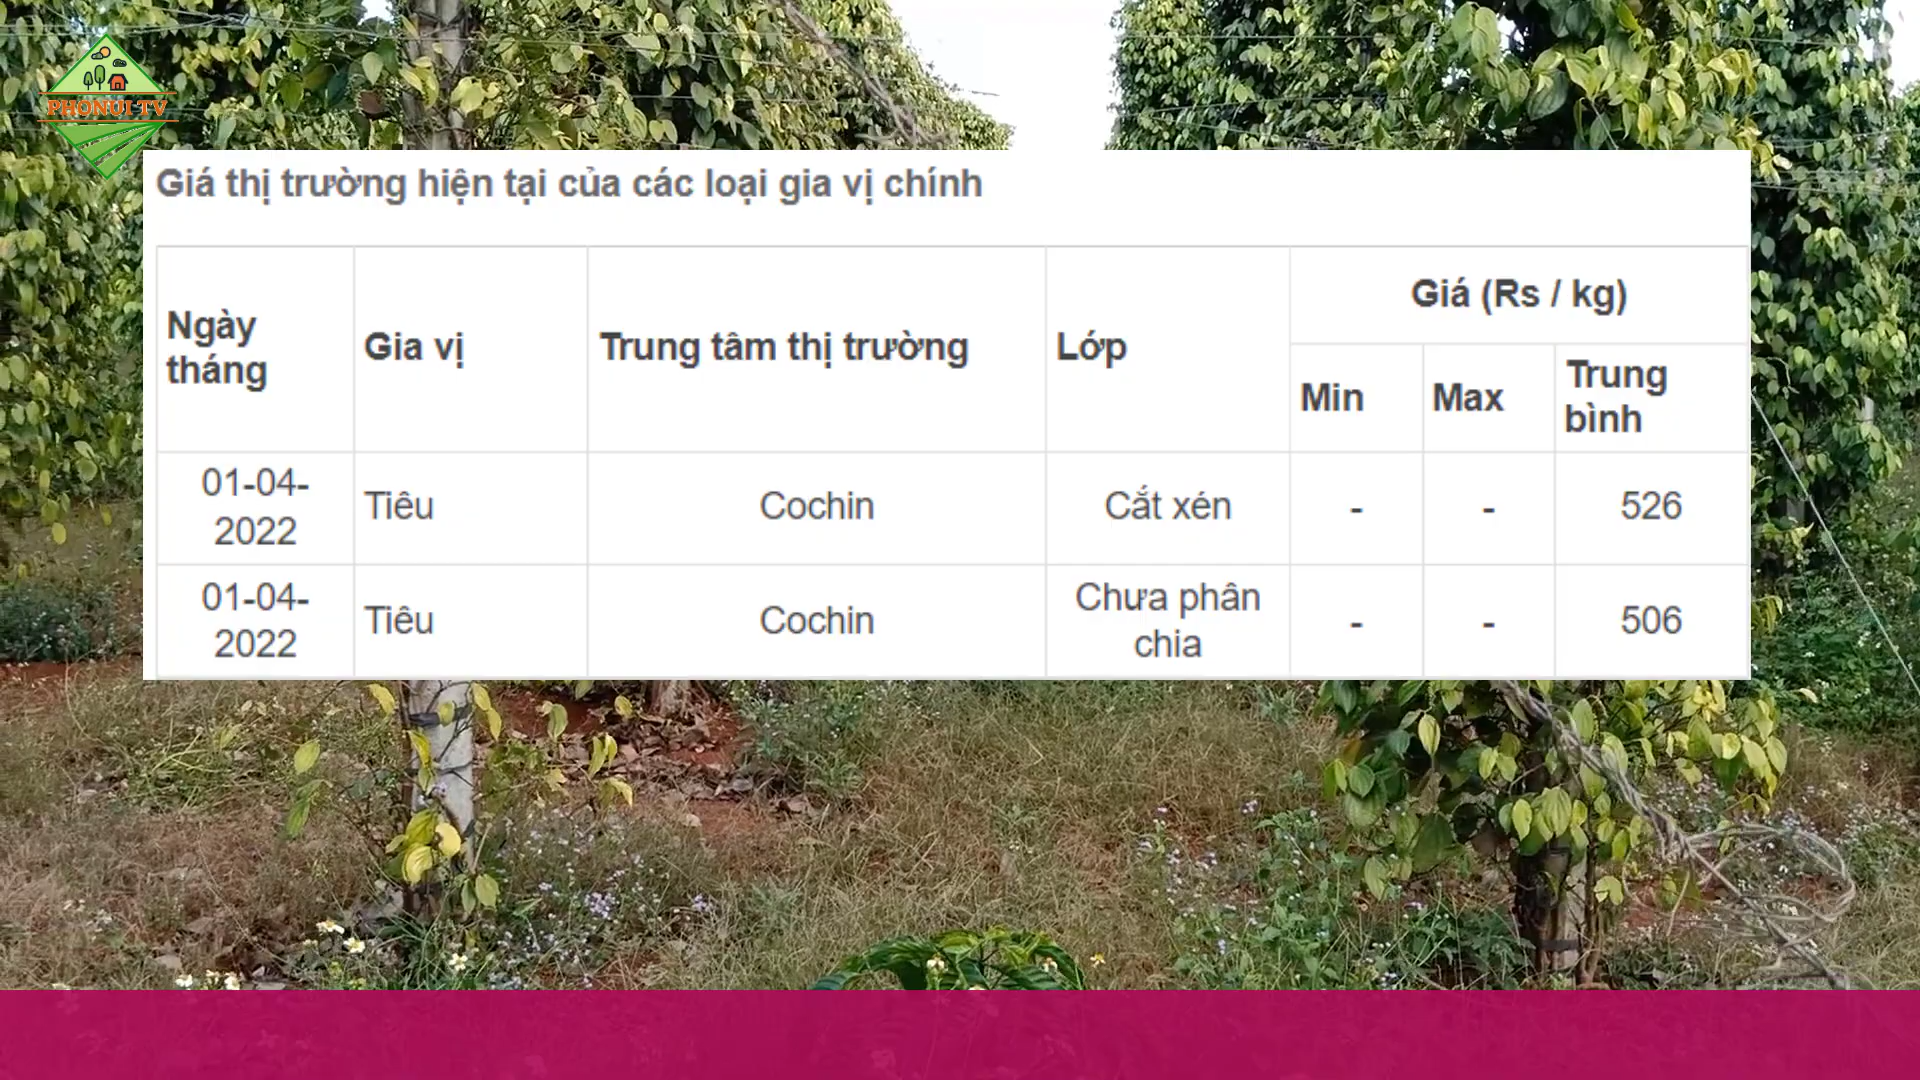 PHONUI TV
Giá thị trường hiện tại của các loại gia vị chính
Ngày tháng
Gia vị
Trung tâm thị trường
Lớp
Giá (Rs / kg)
Min
Max
Trung bình
01-04-2022
Tiêu
Cochin
Cắt xén
-
-
526
01-04-2022
Tiêu
Cochin
Chưa phân chia
-
-
506